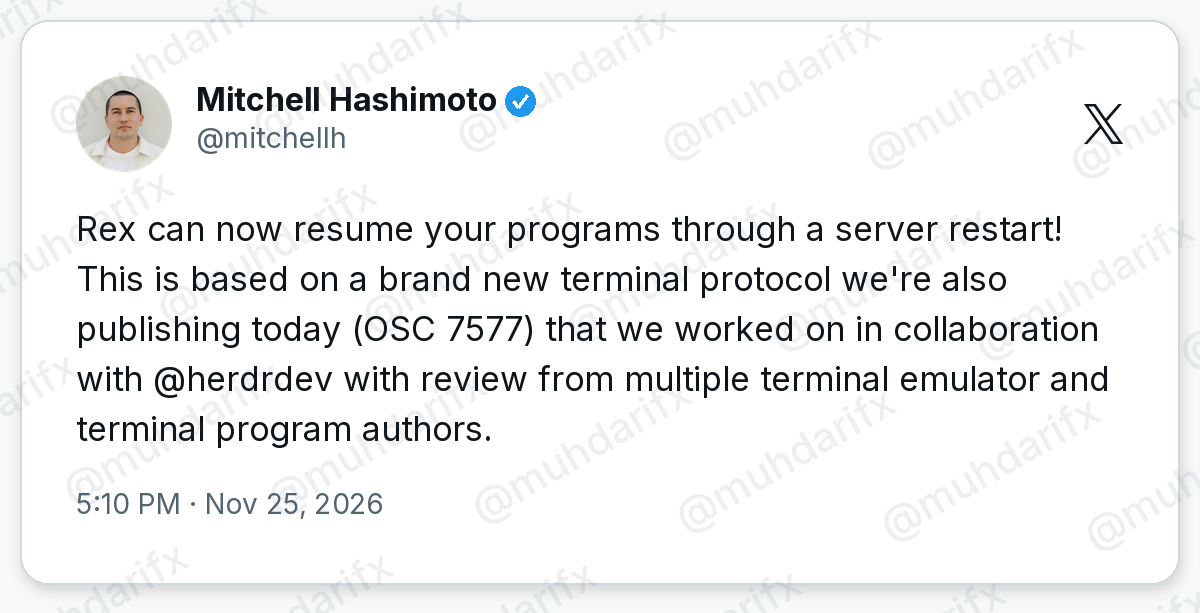 Mitchell Hashimoto
@mitchellh
Rex can now resume your programs through a server restart!
This is based on a brand new terminal protocol we're also
publishing today (OSC 7577) that we worked on in collaboration
with @herdrdev with review from multiple terminal emulator and
terminal program authors.
5:10 PM · Nov 25, 2026
@muhdarifx